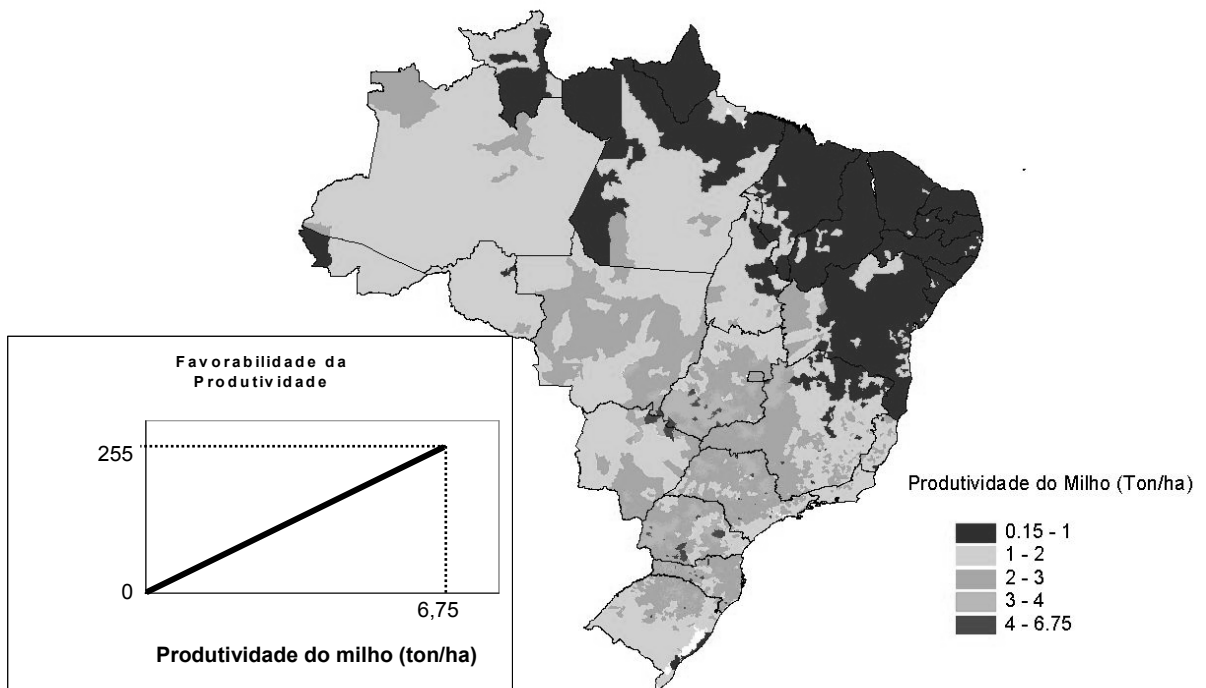 Favorabilidade da
Produtividade
255
0
6,75
Produtividade do milho (ton/ha)
Produtividade do Milho (Ton/ha)
0.15 - 1
1 - 2
2 - 3
3 - 4
4 - 6.75